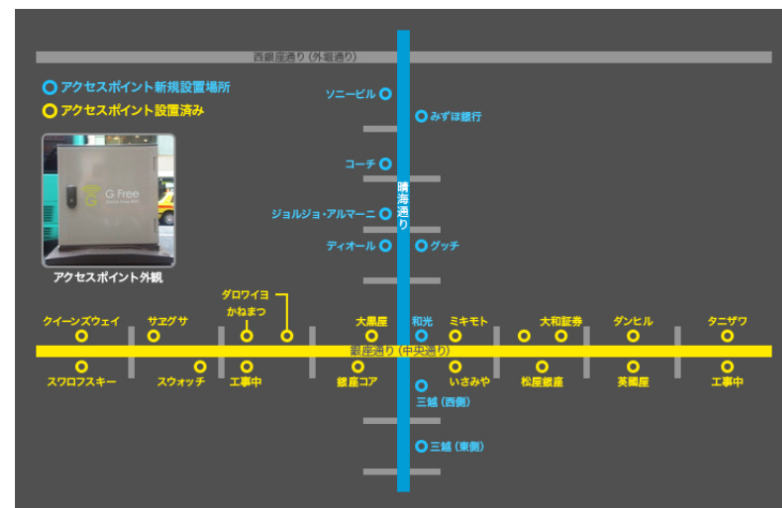 西銀座通り (外堀通り)
アクセスポイント新規設置場所
アクセスポイント設置済み
ソニービル
みずほ銀行
コーチ
晴海通り
G Free
ジョルジョ・アルマーニ
ディオール
グッチ
アクセスポイント外観
ダロワイヨ
かねまつ
クイーンズウェイ
サヱグサ
大黒屋
和光
ミキモト
大和証券
ダンヒル
タニザワ
銀座通り (中央通り)
スワロフスキー
スウォッチ
工事中
銀座コア
いさみや
松屋銀座
英國屋
工事中
三越 (西側)
三越 (東側)